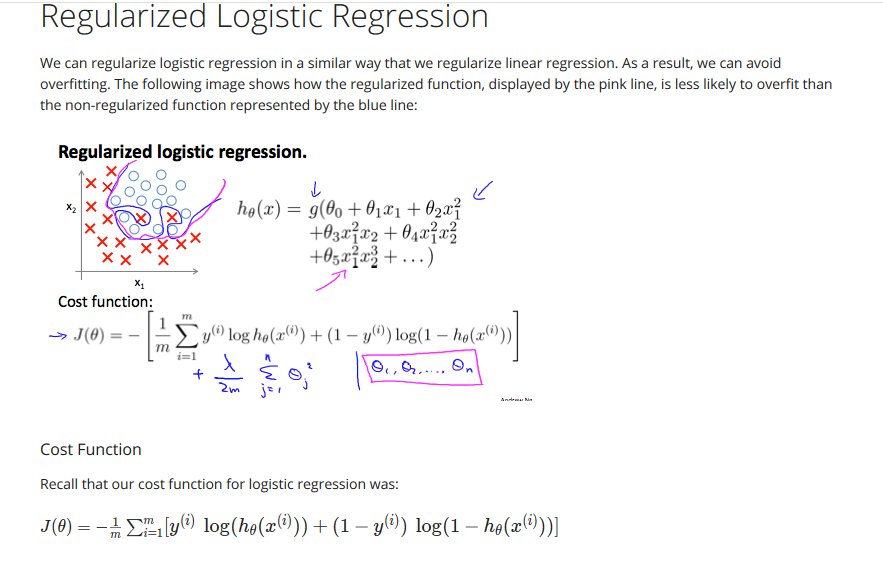 Regularized Logistic Regression
We can regularize logistic regression in a similar way that we regularize linear regression. As a result, we can avoid
overfitting. The following image shows how the regularized function, displayed by the pink line, is less likely to overfit than
the non-regularized function represented by the blue line:
Regularized logistic regression.
x₂
x₁
hθ(x) = g(θ₀ + θ₁x₁ + θ₂x₁²
+θ₃x₁²x₂ + θ₄x₁²x₂²
+θ₅x₁²x₂³ + . . . )
Cost function:
→ J(θ) = −[1/m ∑ᵢ₌₁ᵐ y⁽ⁱ⁾ log hθ(x⁽ⁱ⁾) + (1 − y⁽ⁱ⁾) log(1 − hθ(x⁽ⁱ⁾))]
+ λ/2m ∑ⱼ₌₁ⁿ θⱼ² | θ₁, θ₂, ...., θₙ
Andrew Ng
Cost Function
Recall that our cost function for logistic regression was:
J(θ) = −1/m ∑ᵢ₌₁ᵐ[y⁽ⁱ⁾ log(hθ(x⁽ⁱ⁾)) + (1 − y⁽ⁱ⁾) log(1 − hθ(x⁽ⁱ⁾))]